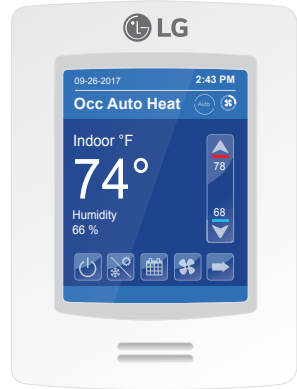 LG
09-26-2017 2:43 PM
Occ Auto Heat Auto
Indoor °F
74°
78
Humidity
68
66 %